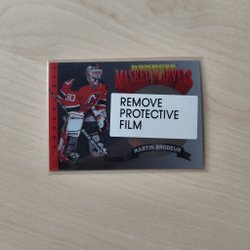 DONRUSS
MASKED MARVELS
REMOVE
PROTECTIVE
FILM
MARTIN BRODEUR